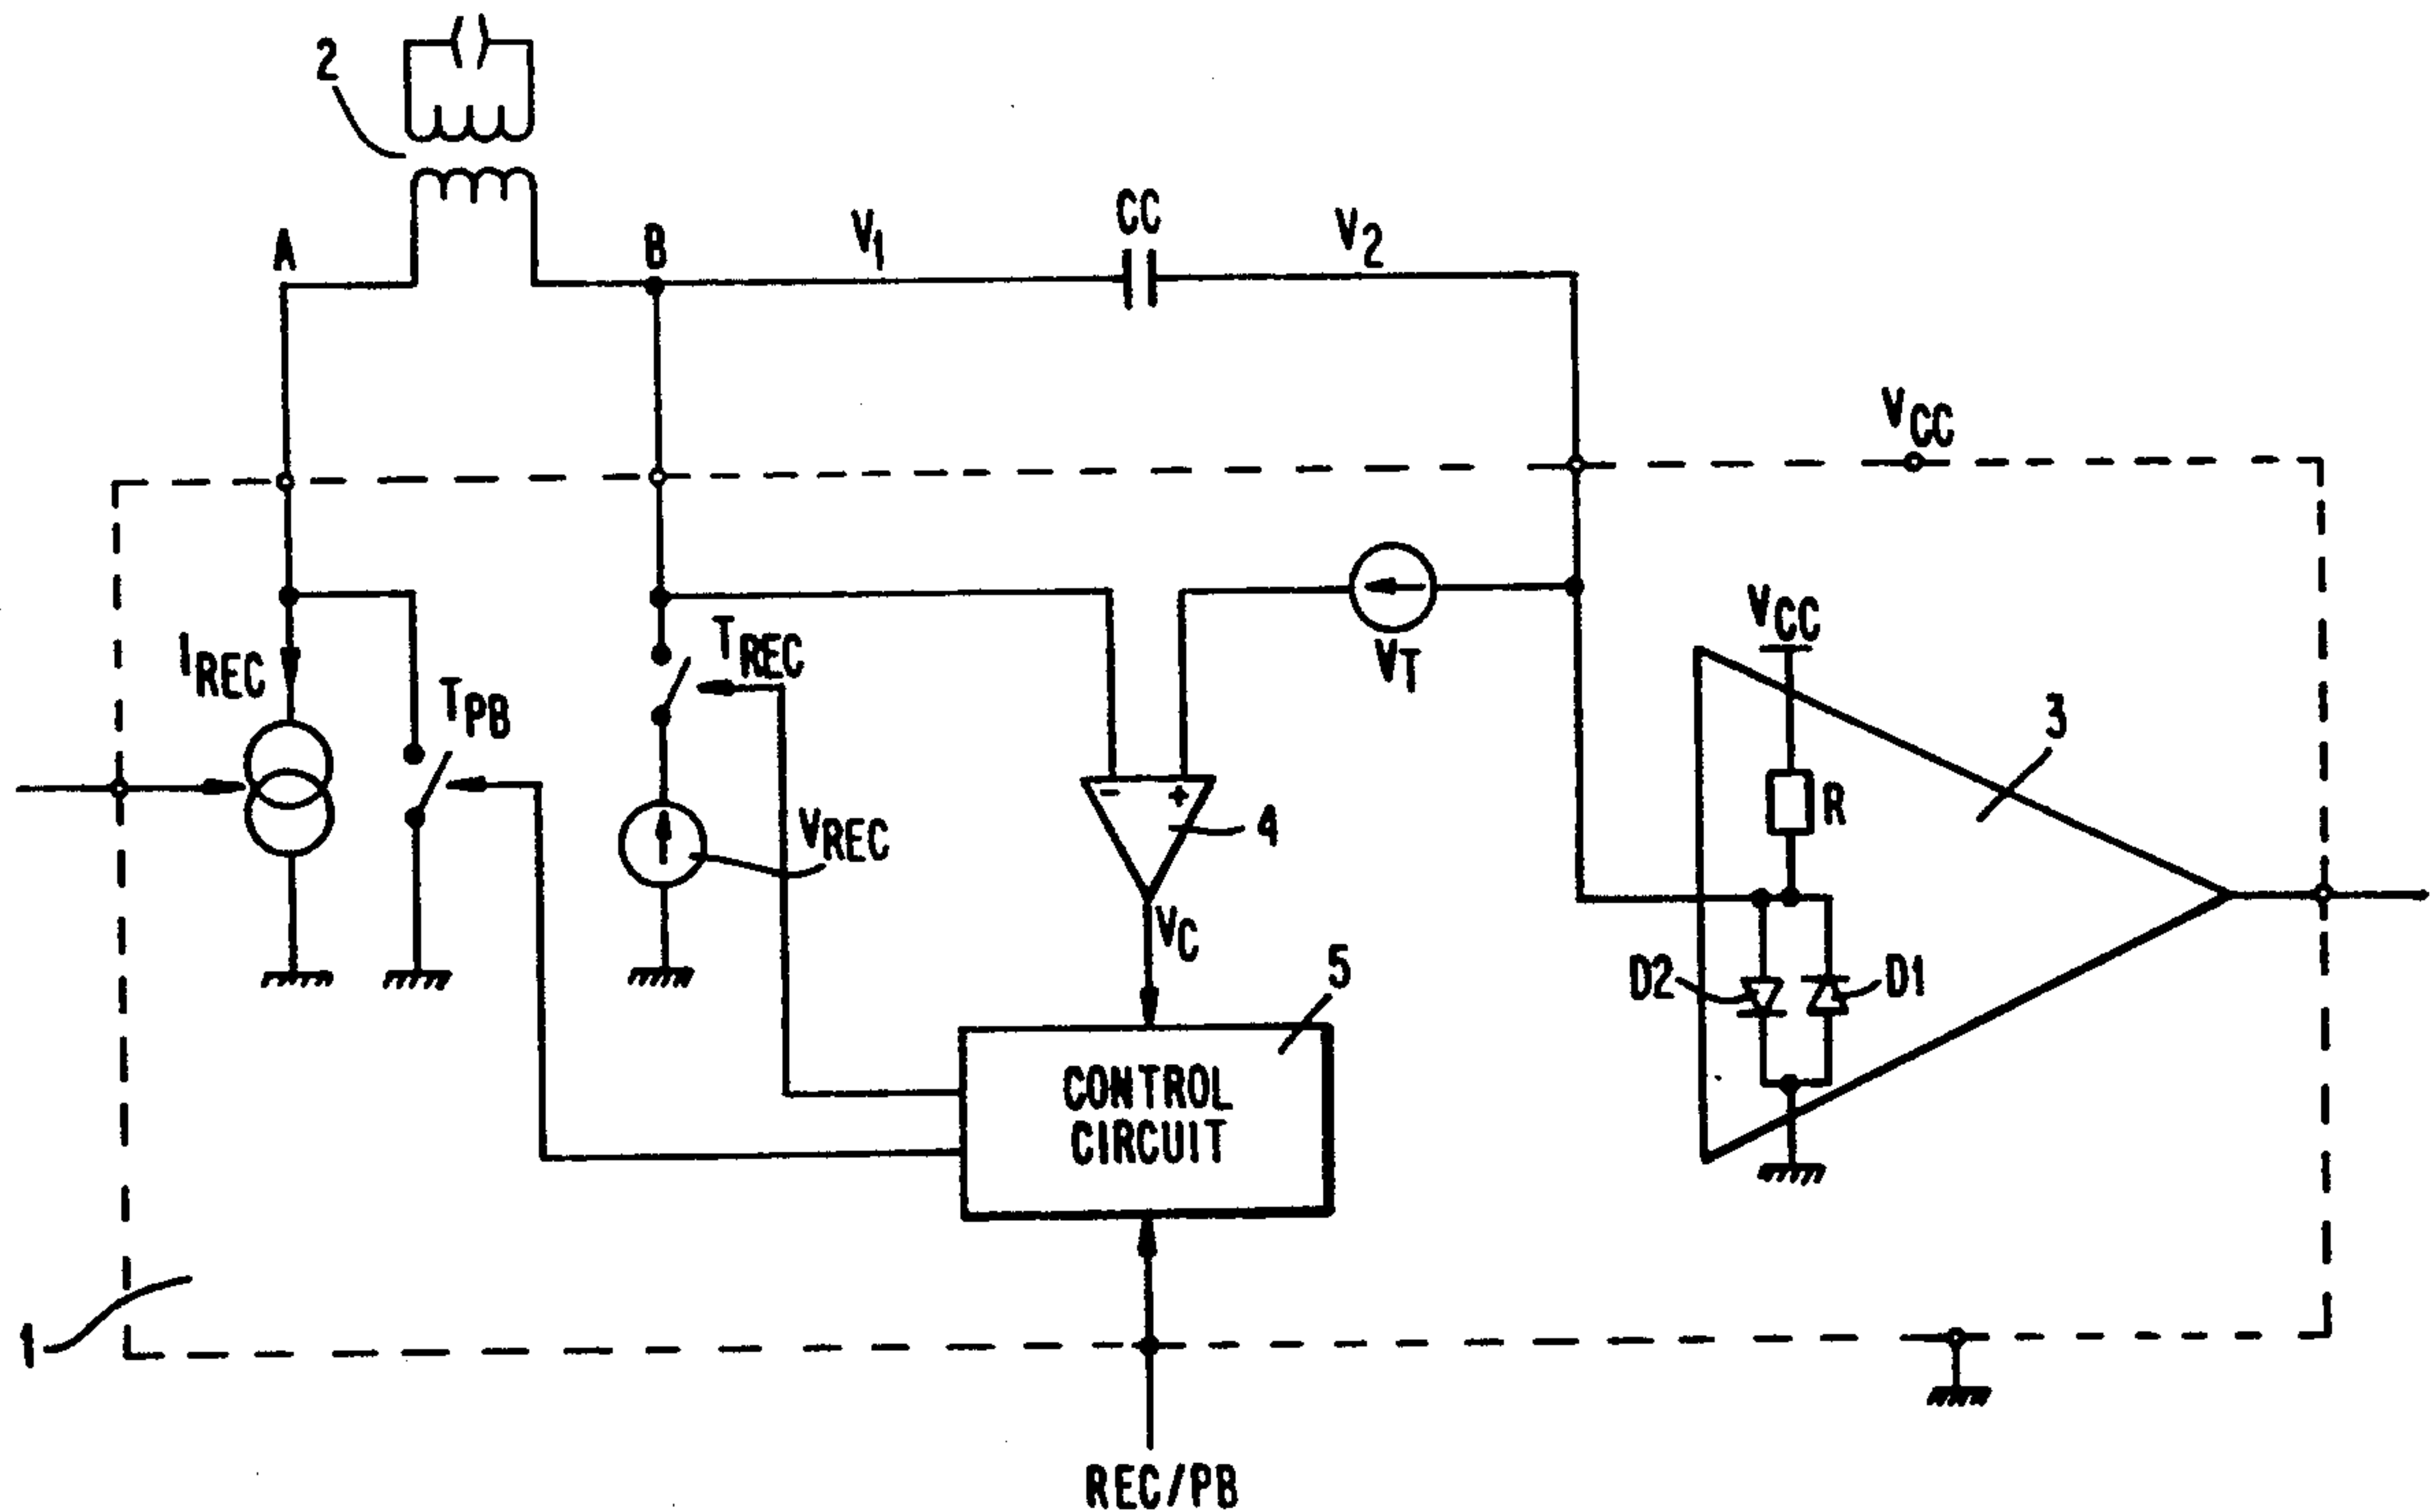 2
A
B
V1
CC
V2
VCC
IREC
TPB
TREC
VREC
VT
VCC
R
3
- +
4
VC
D2
D1
5
CONTROL
CIRCUIT
1
REC/PB